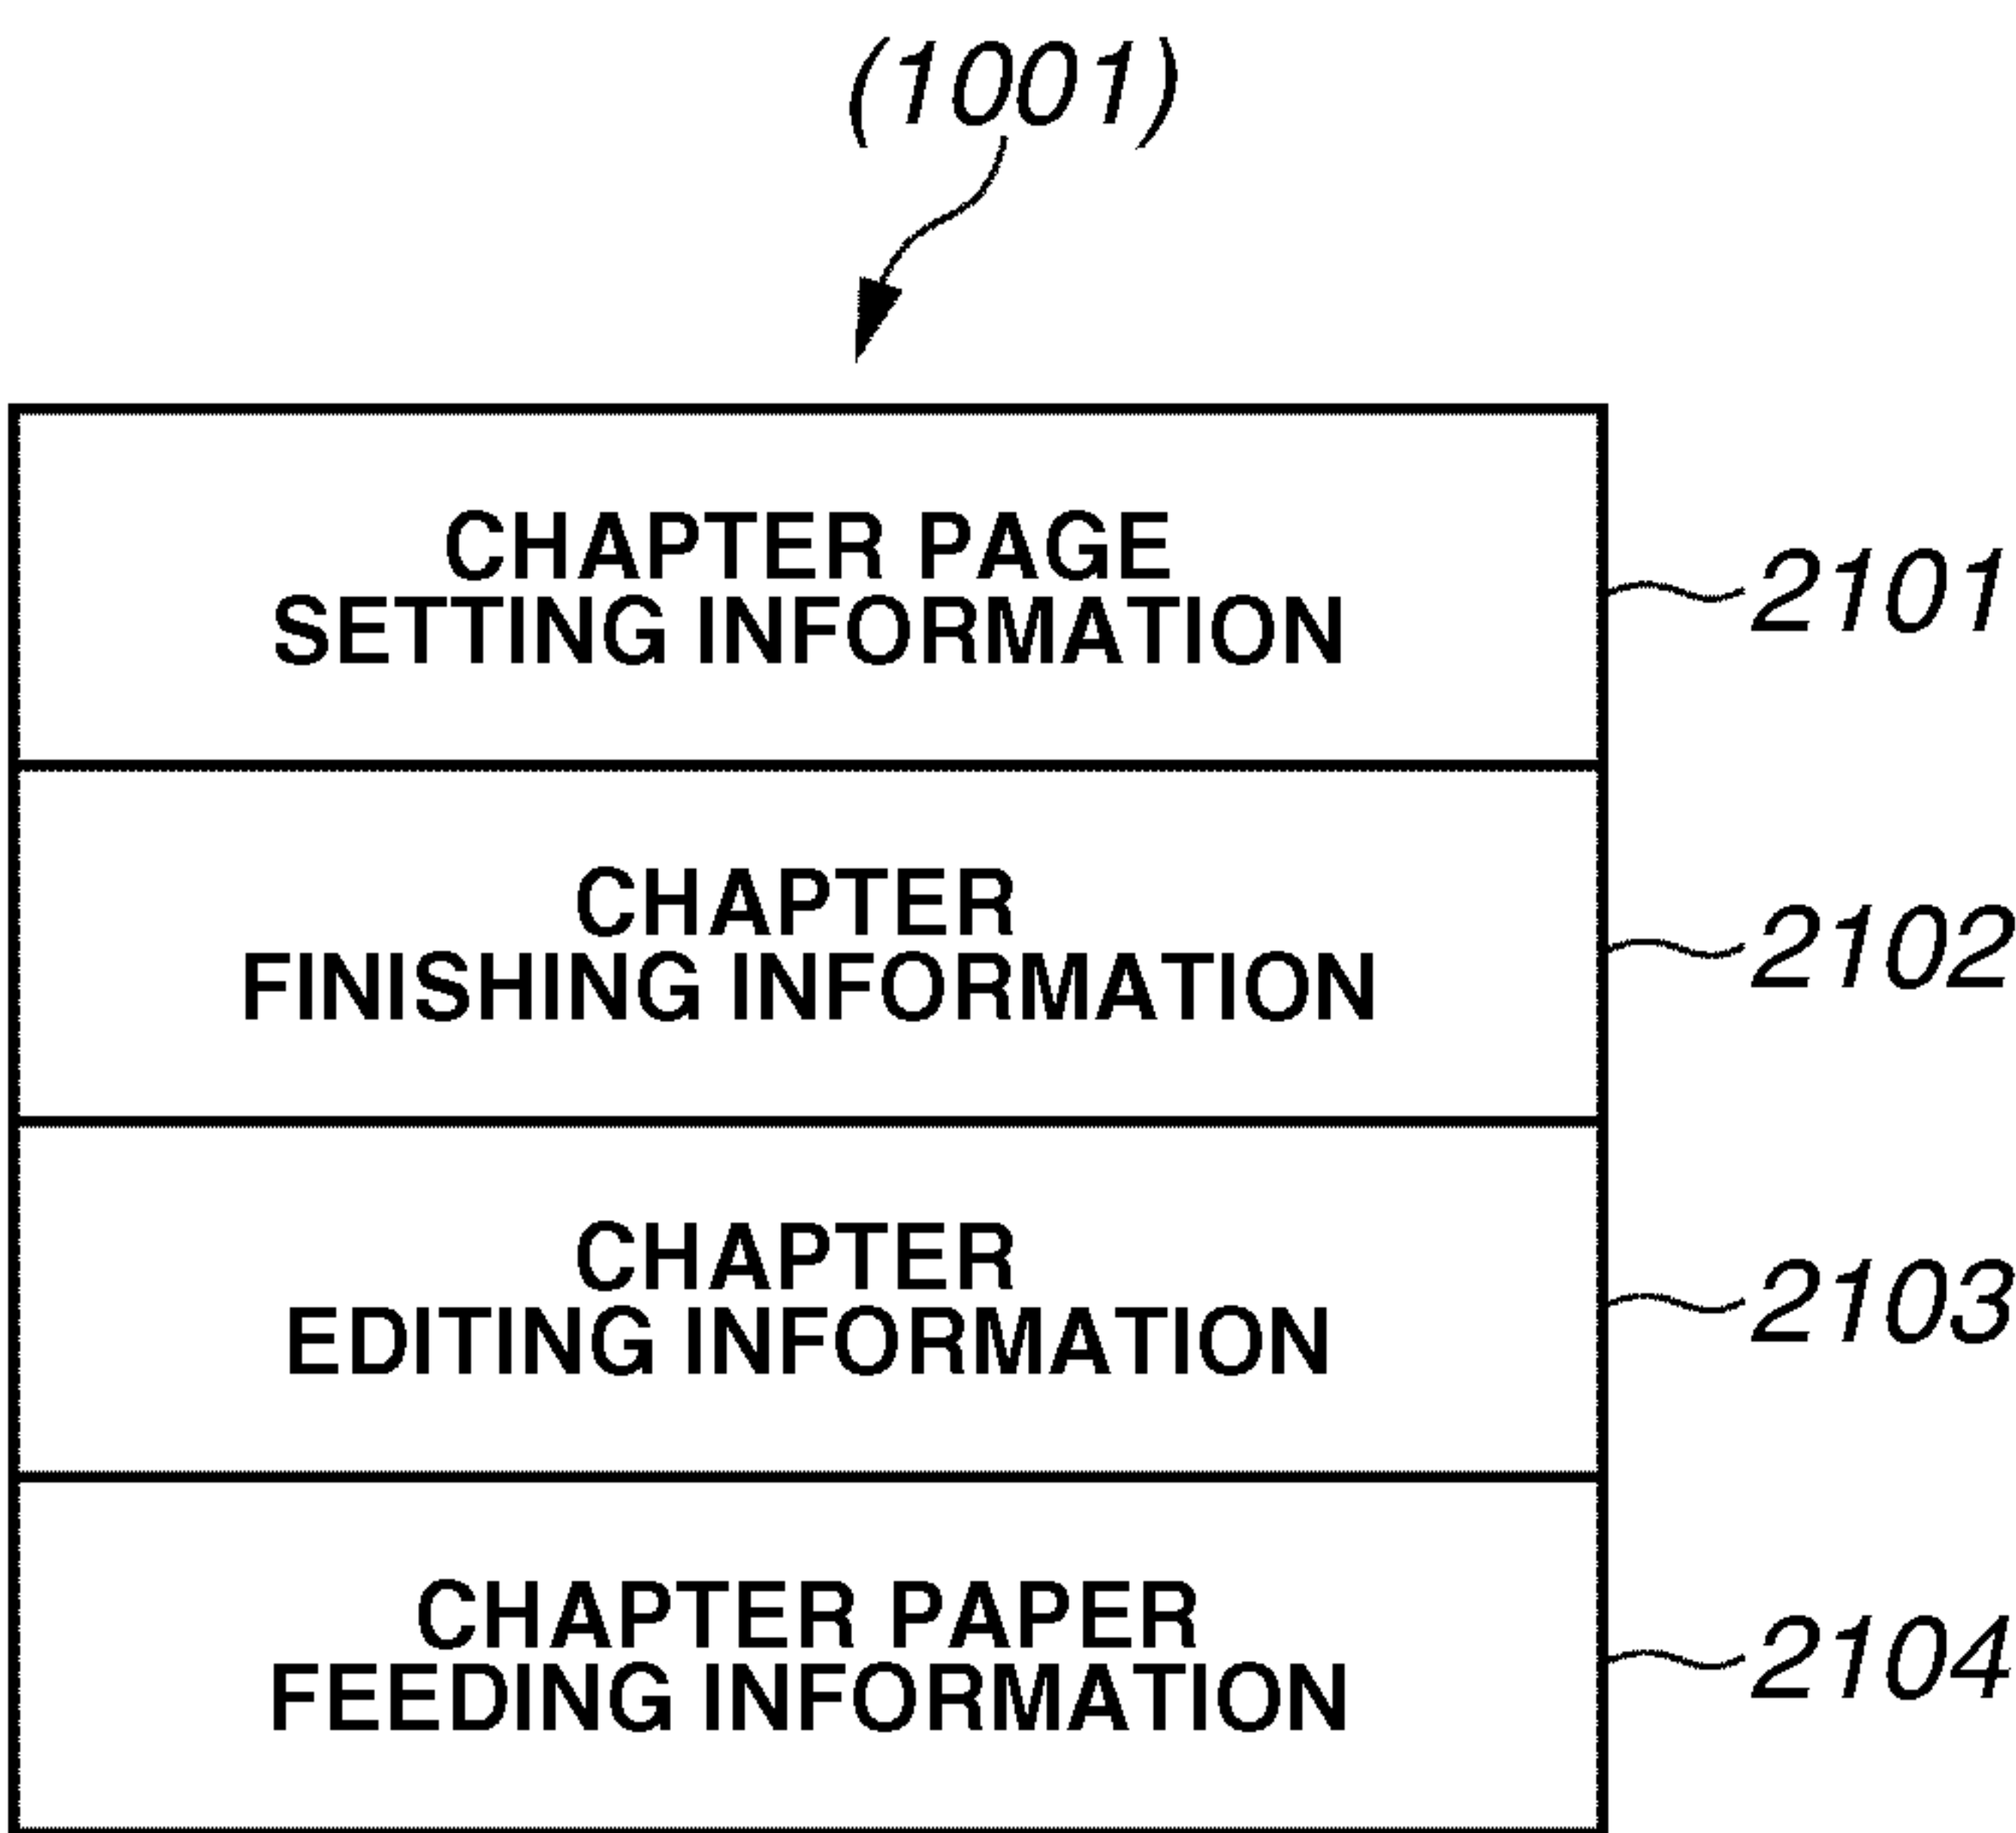 (1001)
CHAPTER PAGE
SETTING INFORMATION
2101
CHAPTER
FINISHING INFORMATION
2102
CHAPTER
EDITING INFORMATION
2103
CHAPTER PAPER
FEEDING INFORMATION
2104